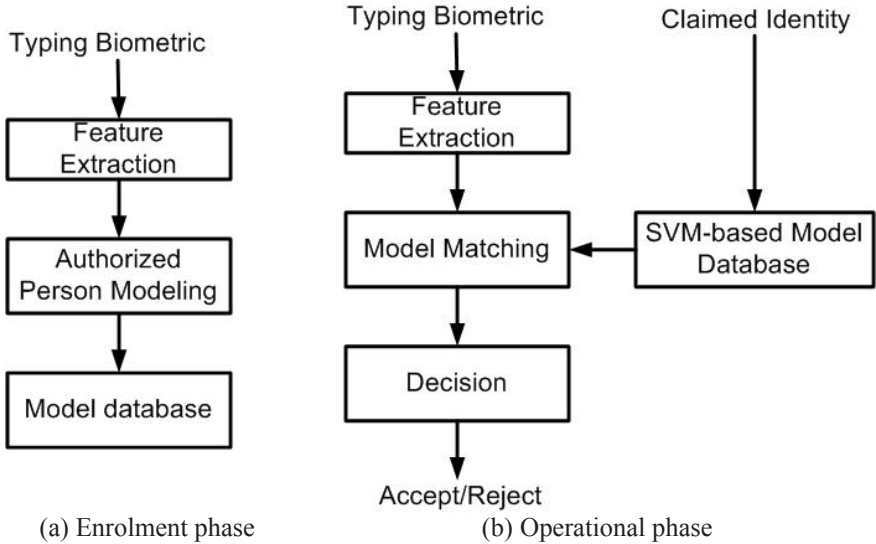 Typing Biometric
Feature
Extraction
Authorized
Person Modeling
Model database
(a) Enrolment phase
Typing Biometric
Claimed Identity
Feature
Extraction
Model Matching
SVM-based Model
Database
Decision
Accept/Reject
(b) Operational phase